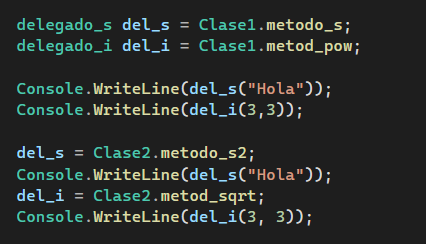 delegado_s del_s = Clase1.metodo_s;
delegado_i del_i = Clase1.metod_pow;
Console.WriteLine(del_s("Hola"));
Console.WriteLine(del_i(3,3));
del_s = Clase2.metodo_s2;
Console.WriteLine(del_s("Hola"));
del_i = Clase2.metod_sqrt;
Console.WriteLine(del_i(3, 3));